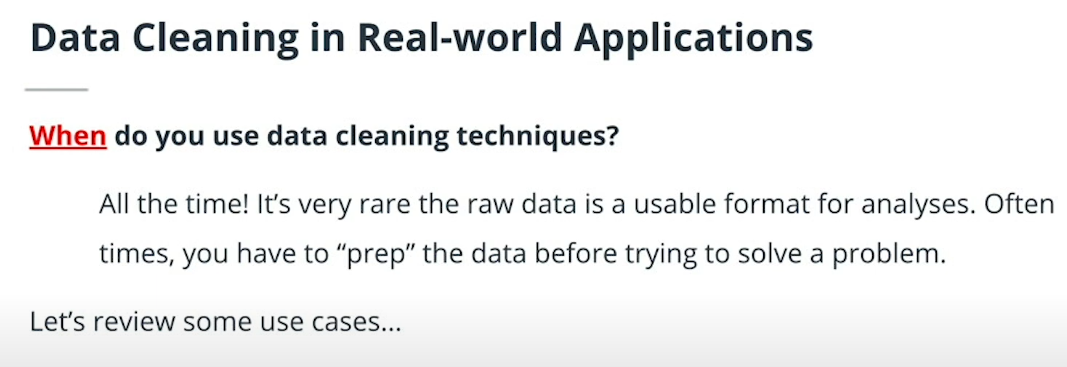 Data Cleaning in Real-world Applications
When do you use data cleaning techniques?
All the time! It’s very rare the raw data is a usable format for analyses. Often
times, you have to “prep” the data before trying to solve a problem.
Let’s review some use cases...